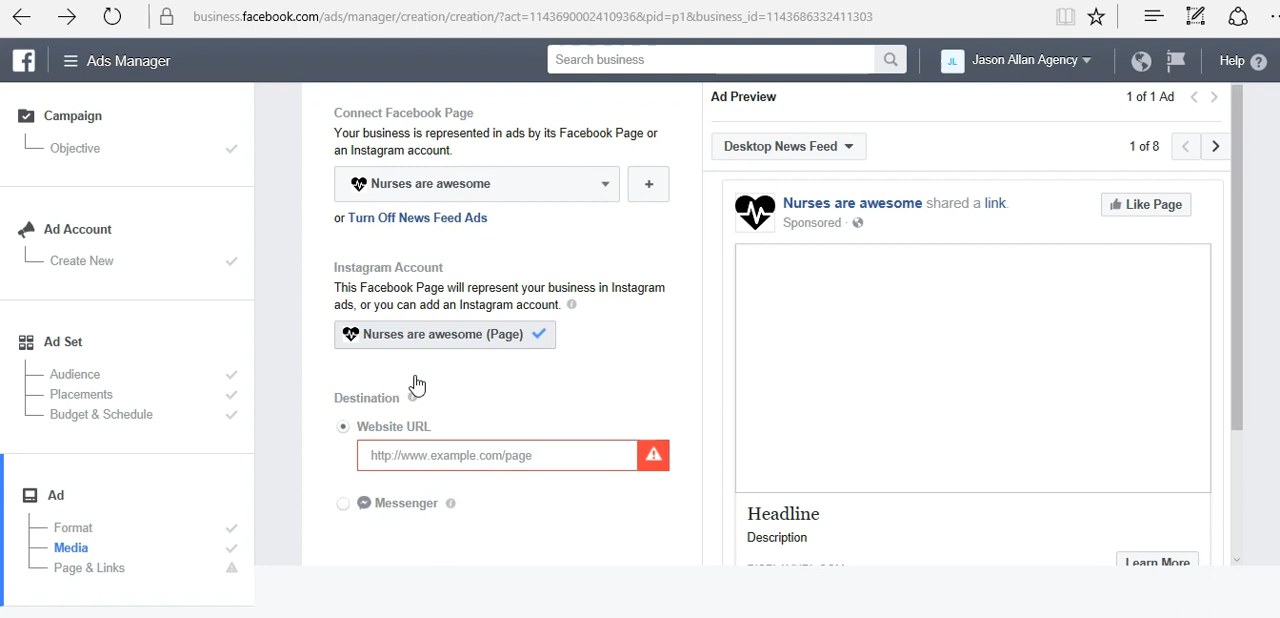 business.facebook.com/ads/manager/creation/creation/?act=1143690002410936&pid=p1&business_id=1143686332411303
Ads Manager
Search business
JL
Jason Allan Agency
Help
Campaign
Objective
Ad Account
Create New
Ad Set
Audience
Placements
Budget & Schedule
Ad
Format
Media
Page & Links
Connect Facebook Page
Your business is represented in ads by its Facebook Page or
an Instagram account.
Nurses are awesome
+
or Turn Off News Feed Ads
Instagram Account
This Facebook Page will represent your business in Instagram
ads, or you can add an Instagram account.
Nurses are awesome (Page)
Destination
Website URL
http://www.example.com/page
Messenger
Ad Preview
1 of 1 Ad
Desktop News Feed
1 of 8
Nurses are awesome shared a link.
Sponsored ·
Like Page
Headline
Description
Learn More